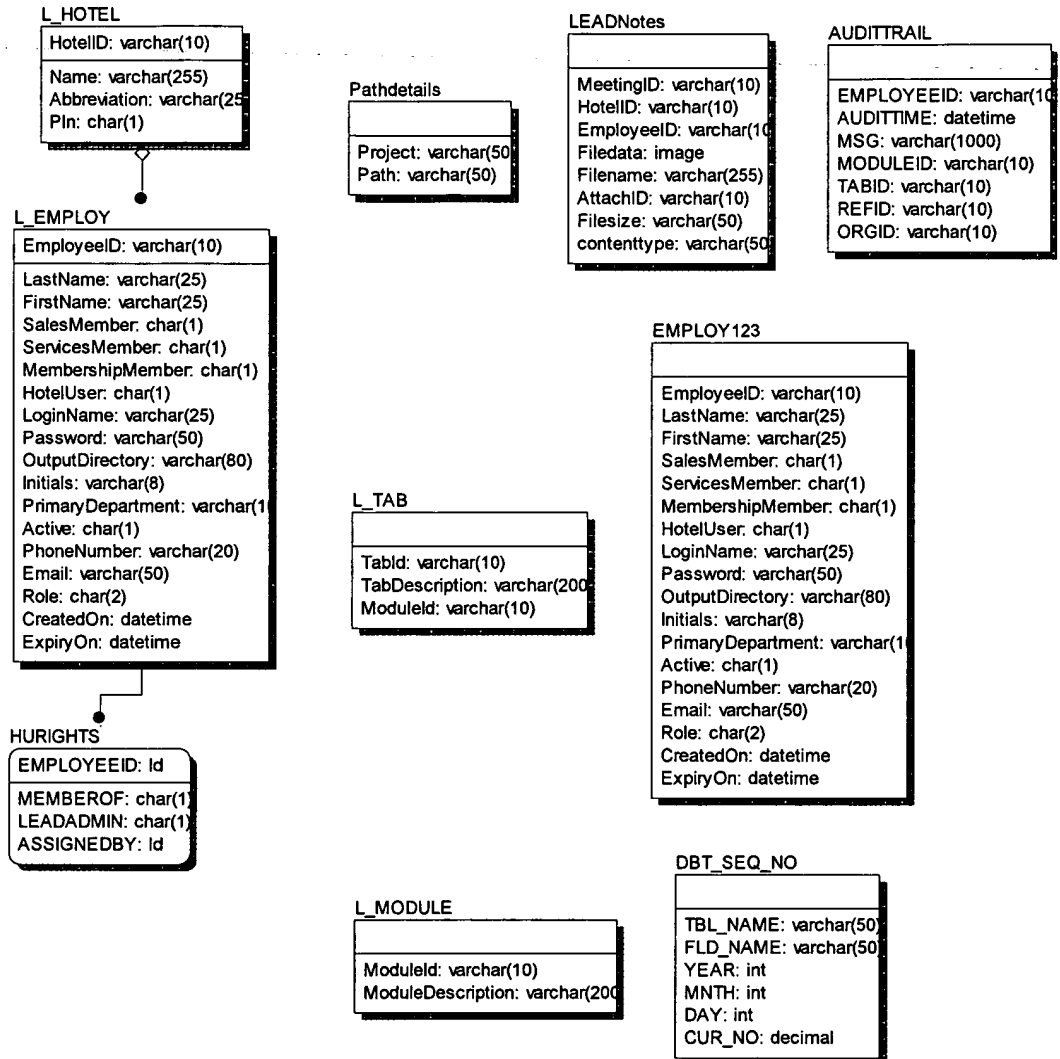 L_HOTEL
HotelID: varchar(10)
Name: varchar(255)
Abbreviation: varchar(25
Pin: char(1)
L_EMPLOY
EmployeeID: varchar(10)
LastName: varchar(25)
FirstName: varchar(25)
SalesMember: char(1)
ServicesMember: char(1)
MembershipMember: char(1)
HotelUser: char(1)
LoginName: varchar(25)
Password: varchar(50)
OutputDirectory: varchar(80)
Initials: varchar(8)
PrimaryDepartment: varchar(1
Active: char(1)
PhoneNumber: varchar(20)
Email: varchar(50)
Role: char(2)
CreatedOn: datetime
ExpiryOn: datetime
HURIGHTS
EMPLOYEEID: Id
MEMBEROF: char(1)
LEADADMIN: char(1)
ASSIGNEDBY: Id
Pathdetails
Project: varchar(50
Path: varchar(50)
L_TAB
TabId: varchar(10)
TabDescription: varchar(200
ModuleId: varchar(10)
L_MODULE
ModuleId: varchar(10)
ModuleDescription: varchar(200
LEADNotes
MeetingID: varchar(10)
HotelID: varchar(10)
EmployeeID: varchar(10
Filedata: image
Filename: varchar(255)
AttachID: varchar(10)
Filesize: varchar(50)
contenttype: varchar(50
AUDITTRAIL
EMPLOYEEID: varchar(10
AUDITTIME: datetime
MSG: varchar(1000)
MODULEID: varchar(10)
TABID: varchar(10)
REFID: varchar(10)
ORGID: varchar(10)
EMPLOY123
EmployeeID: varchar(10)
LastName: varchar(25)
FirstName: varchar(25)
SalesMember: char(1)
ServicesMember: char(1)
MembershipMember: char(1)
HotelUser: char(1)
LoginName: varchar(25)
Password: varchar(50)
OutputDirectory: varchar(80)
Initials: varchar(8)
PrimaryDepartment: varchar(1
Active: char(1)
PhoneNumber: varchar(20)
Email: varchar(50)
Role: char(2)
CreatedOn: datetime
ExpiryOn: datetime
DBT_SEQ_NO
TBL_NAME: varchar(50)
FLD_NAME: varchar(50)
YEAR: int
MNTH: int
DAY: int
CUR_NO: decimal